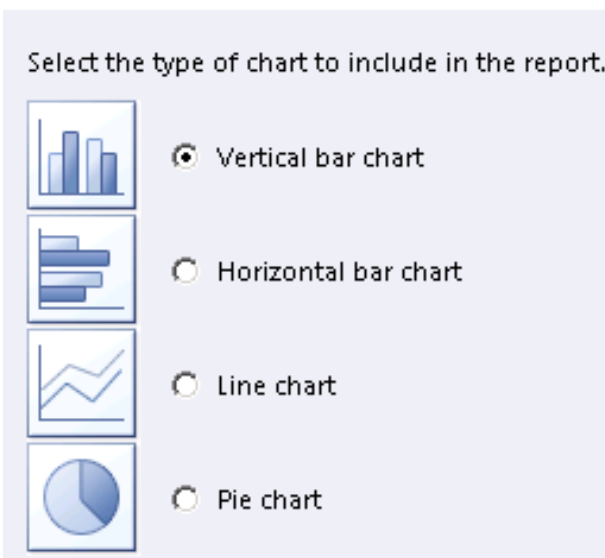 Select the type of chart to include in the report.
Vertical bar chart
Horizontal bar chart
Line chart
Pie chart